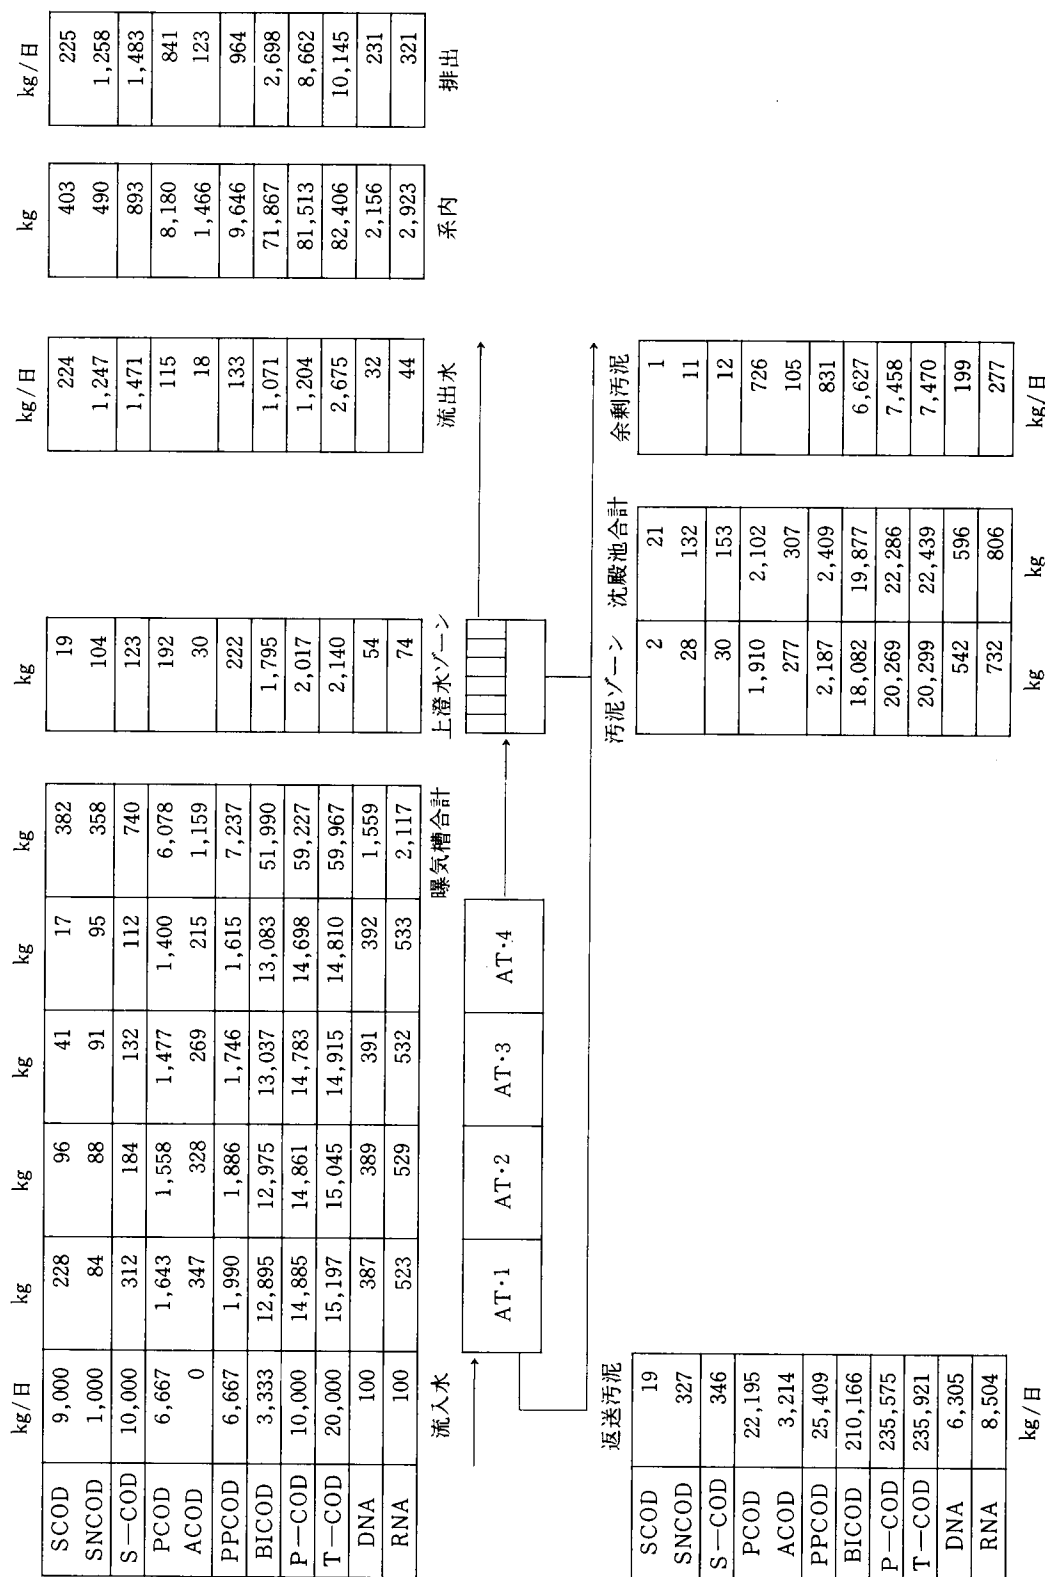 kg/日 kg kg kg kg kg kg kg/日 kg kg/日
SCOD 9,000 228 96 41 17 382 19 224 403 225
SNCOD 1,000 84 88 91 95 358 104 1,247 490 1,258
S-COD 10,000 312 184 132 112 740 123 1,471 893 1,483
PCOD 6,667 1,643 1,558 1,477 1,400 6,078 192 115 8,180 841
ACOD 0 347 328 269 215 1,159 30 18 1,466 123
PPCOD 6,667 1,990 1,886 1,746 1,615 7,237 222 133 9,646 964
BICOD 3,333 12,895 12,975 13,037 13,083 51,990 1,795 1,071 71,867 2,698
P-COD 10,000 14,885 14,861 14,783 14,698 59,227 2,017 1,204 81,513 8,662
T-COD 20,000 15,197 15,045 14,915 14,810 59,967 2,140 2,675 82,406 10,145
DNA 100 387 389 391 392 1,559 54 32 2,156 231
RNA 100 523 529 532 533 2,117 74 44 2,923 321
流入水 曝気槽合計 上澄水ゾーン 流出水 系内 排出
AT・1 AT・2 AT・3 AT・4
返送汚泥 汚泥ゾーン 沈殿池合計 余剰汚泥
SCOD 19 2 21 1
SNCOD 327 28 132 11
S-COD 346 30 153 12
PCOD 22,195 1,910 2,102 726
ACOD 3,214 277 307 105
PPCOD 25,409 2,187 2,409 831
BICOD 210,166 18,082 19,877 6,627
P-COD 235,575 20,269 22,286 7,458
T-COD 235,921 20,299 22,439 7,470
DNA 6,305 542 596 199
RNA 8,504 732 806 277
kg/日 kg kg kg/日